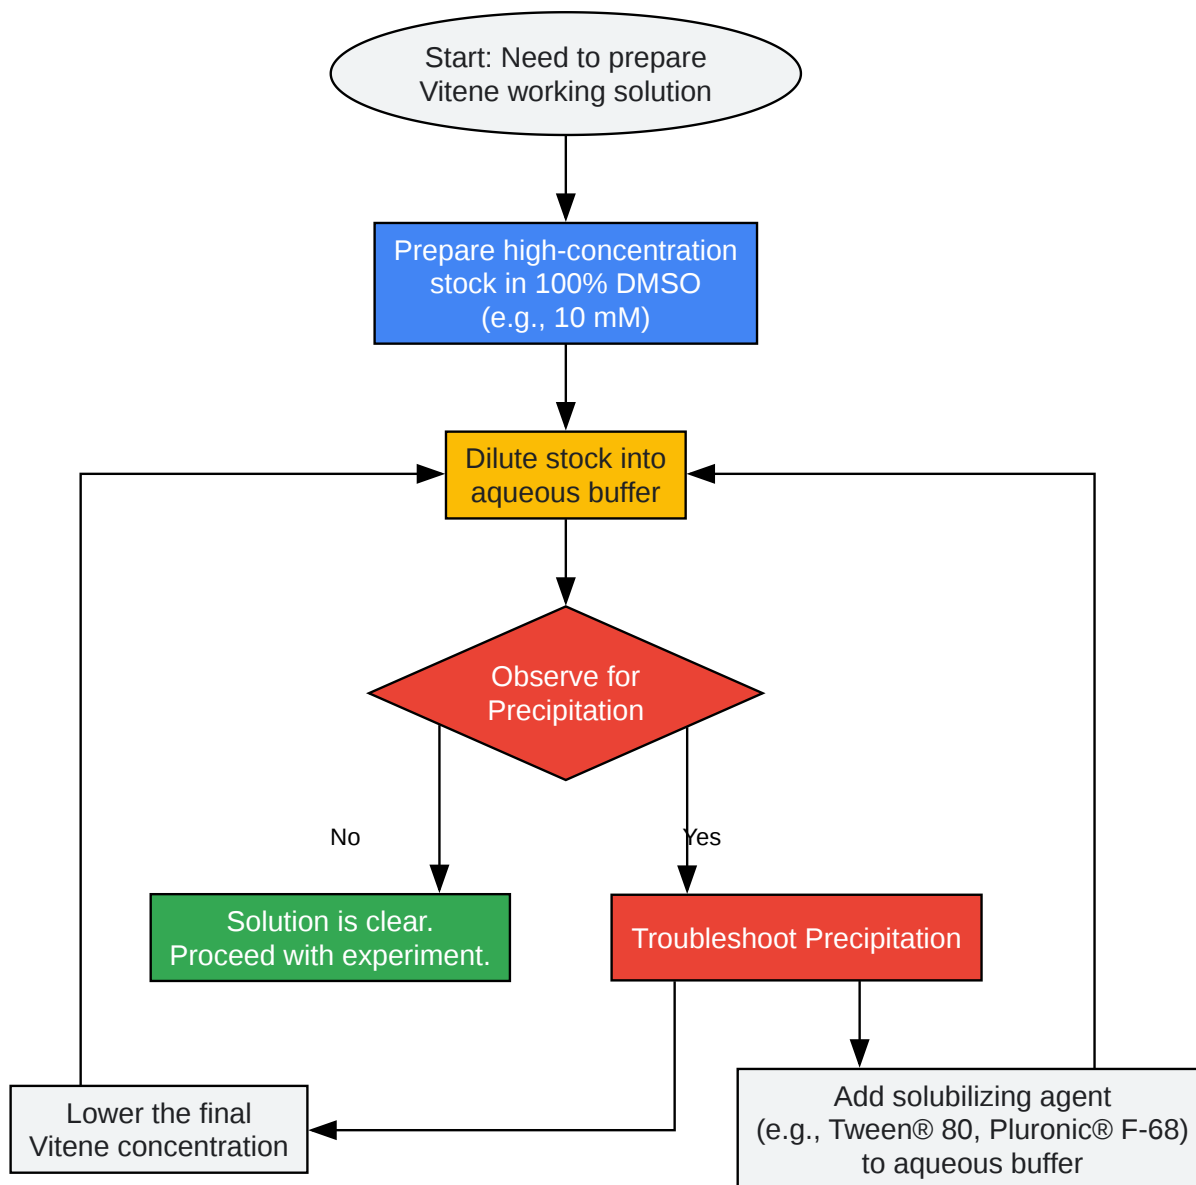 Start: Need to prepare
Vitene working solution
Prepare high-concentration
stock in 100% DMSO
(e.g., 10 mM)
Dilute stock into
aqueous buffer
Observe for
Precipitation
No
Yes
Solution is clear.
Proceed with experiment.
Troubleshoot Precipitation
Lower the final
Vitene concentration
Add solubilizing agent
(e.g., Tween® 80, Pluronic® F-68)
to aqueous buffer